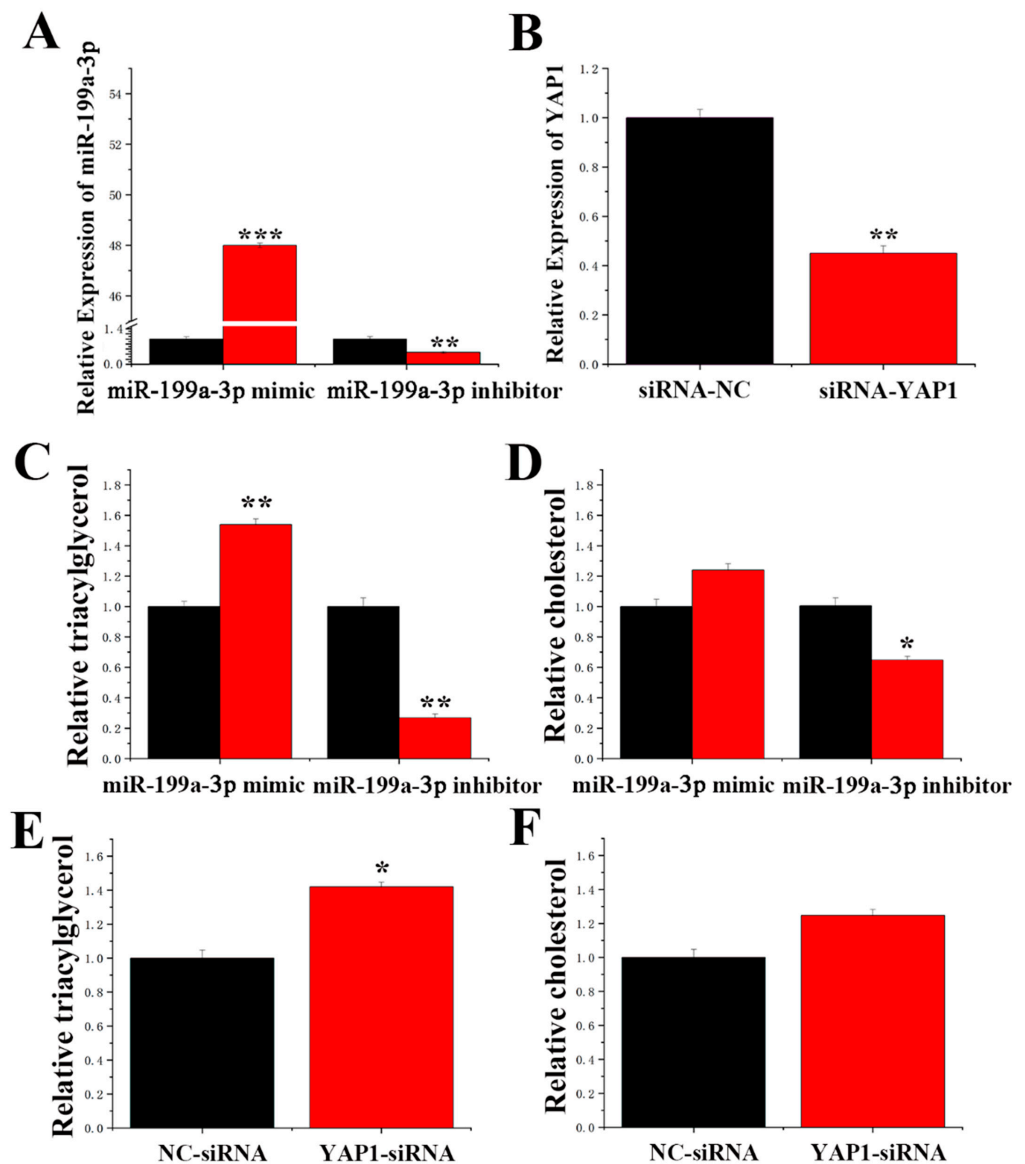 A
Relative Expression of miR-199a-3p
54
52
50
48
46
1.4
0.0
***
**
miR-199a-3p mimic
miR-199a-3p inhibitor
B
Relative Expression of YAP1
1.2
1.0
0.8
0.6
0.4
0.2
0.0
**
siRNA-NC
siRNA-YAP1
C
Relative triacylglycerol
1.8
1.6
1.4
1.2
1.0
0.8
0.6
0.4
0.2
0.0
**
**
miR-199a-3p mimic
miR-199a-3p inhibitor
D
Relative cholesterol
1.8
1.6
1.4
1.2
1.0
0.8
0.6
0.4
0.2
0.0
*
miR-199a-3p mimic
miR-199a-3p inhibitor
E
Relative triacylglycerol
1.6
1.4
1.2
1.0
0.8
0.6
0.4
0.2
0.0
*
NC-siRNA
YAP1-siRNA
F
Relative cholesterol
1.6
1.4
1.2
1.0
0.8
0.6
0.4
0.2
0.0
NC-siRNA
YAP1-siRNA